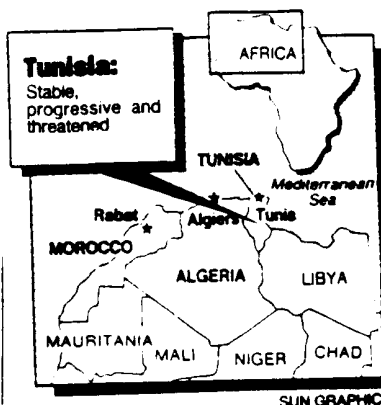 Tunisia:
Stable,
progressive and
threatened
AFRICA
TUNISIA
Mediterranean
Sea
Rabat
Algiers
Tunis
MOROCCO
ALGERIA
LIBYA
MAURITANIA
MALI
NIGER
CHAD
SUN GRAPHIC